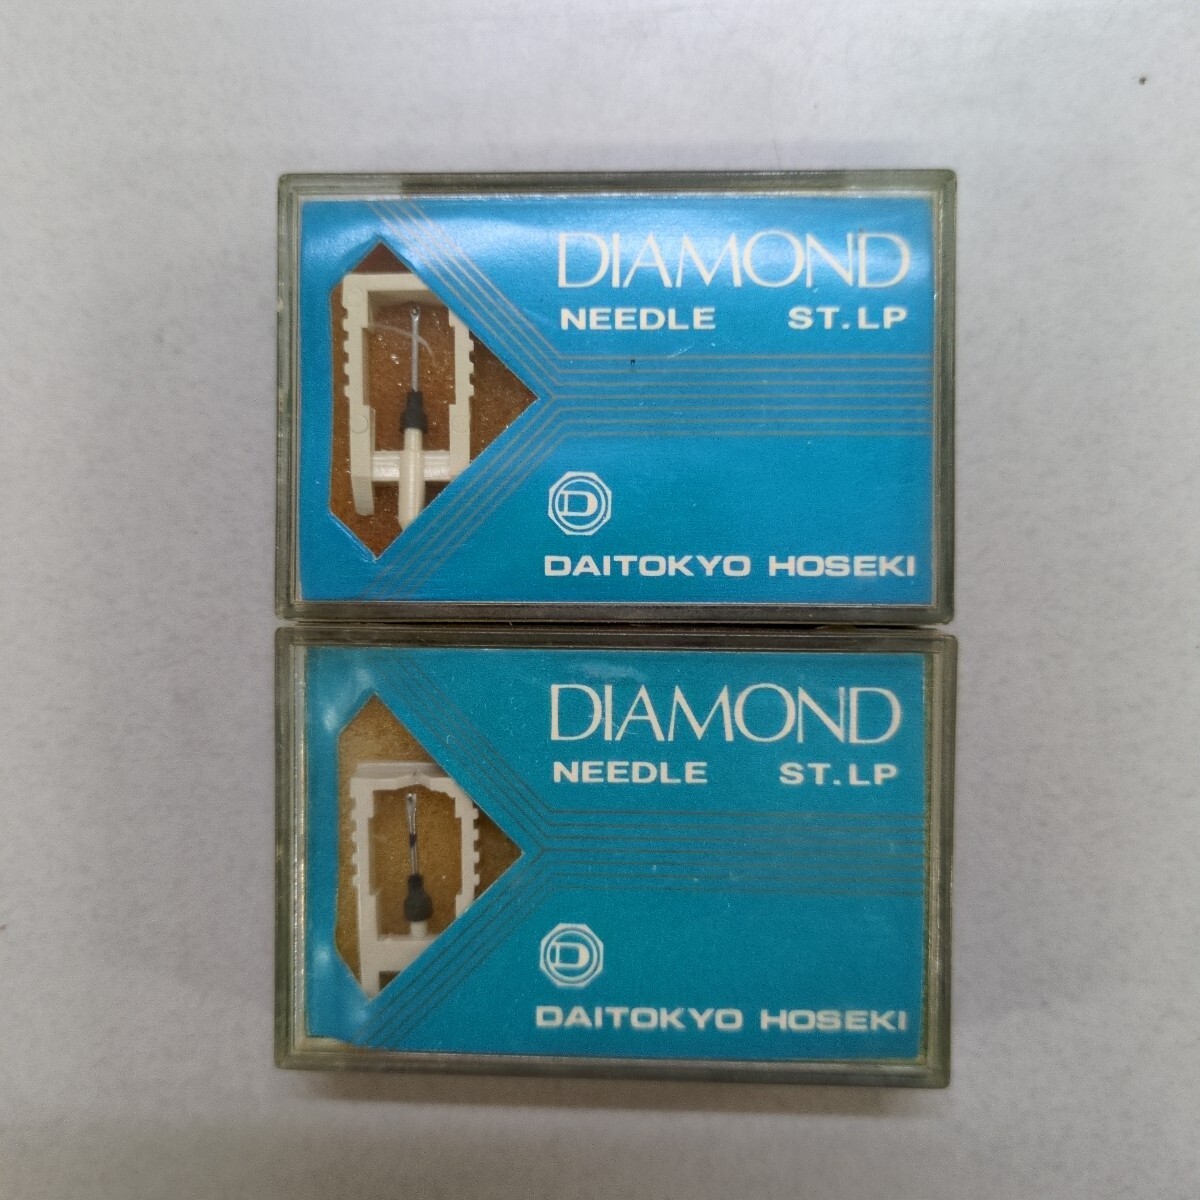 DIAMOND
NEEDLE ST.LP
D
DAITOKYO HOSEKI
DIAMOND
NEEDLE ST.LP
D
DAITOKYO HOSEKI